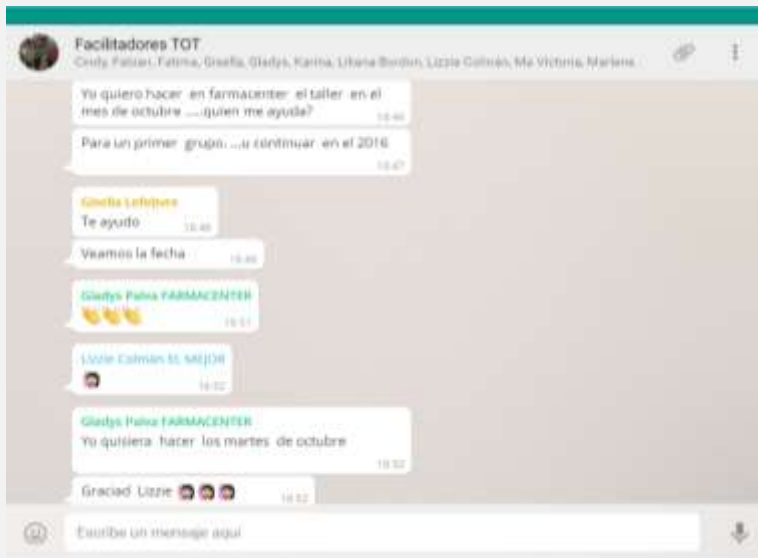 Facilitadores TOT
Cindy, Fabian, Fatima, Gisella, Gladys, Karina, Liliana Bordon, Lizzie Colmán, Ma Victoria, Marlene
Yo quiero hacer en farmacenter el taller en el
mes de octubre .....quien me ayuda?
18:46
Para un primer grupo. ...u continuar en el 2016
18:47
Gisella Lefebvre
Te ayudo
18:48
Veamos la fecha
18:48
Gladys Paiva FARMACENTER
👏👏👏
18:51
Lizzie Colmán EL MEJOR
18:52
Gladys Paiva FARMACENTER
Yo quisiera hacer los martes de octubre
18:52
Graciad Lizzie
18:52
Escribe un mensaje aquí